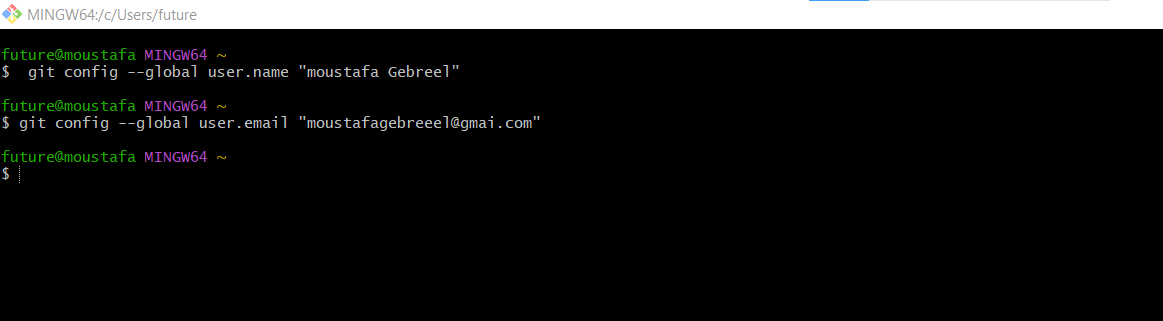 MINGW64:/c/Users/future
future@moustafa MINGW64 ~
$  git config --global user.name "moustafa Gebreel"
future@moustafa MINGW64 ~
$ git config --global user.email "moustafagebreeel@gmai.com"
future@moustafa MINGW64 ~
$